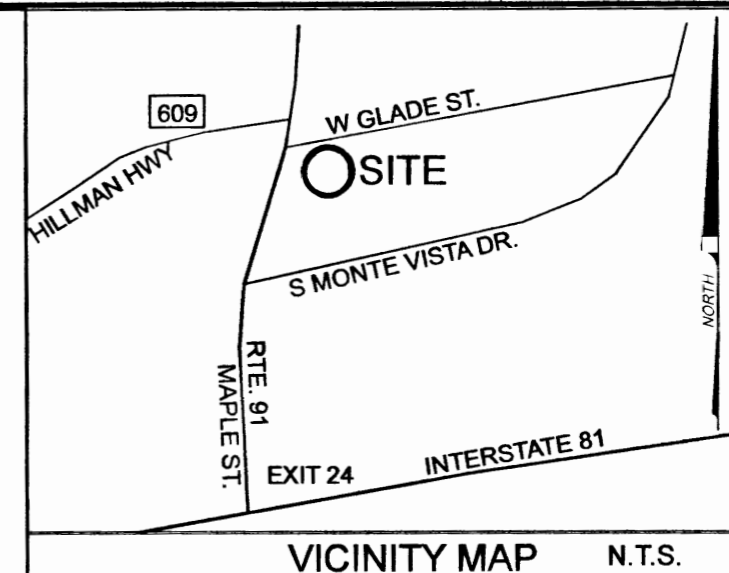 609
W GLADE ST.
HILLMAN HWY
SITE
S MONTE VISTA DR.
NORTH
RTE. 91
MAPLE ST.
EXIT 24
INTERSTATE 81
VICINITY MAP N.T.S.